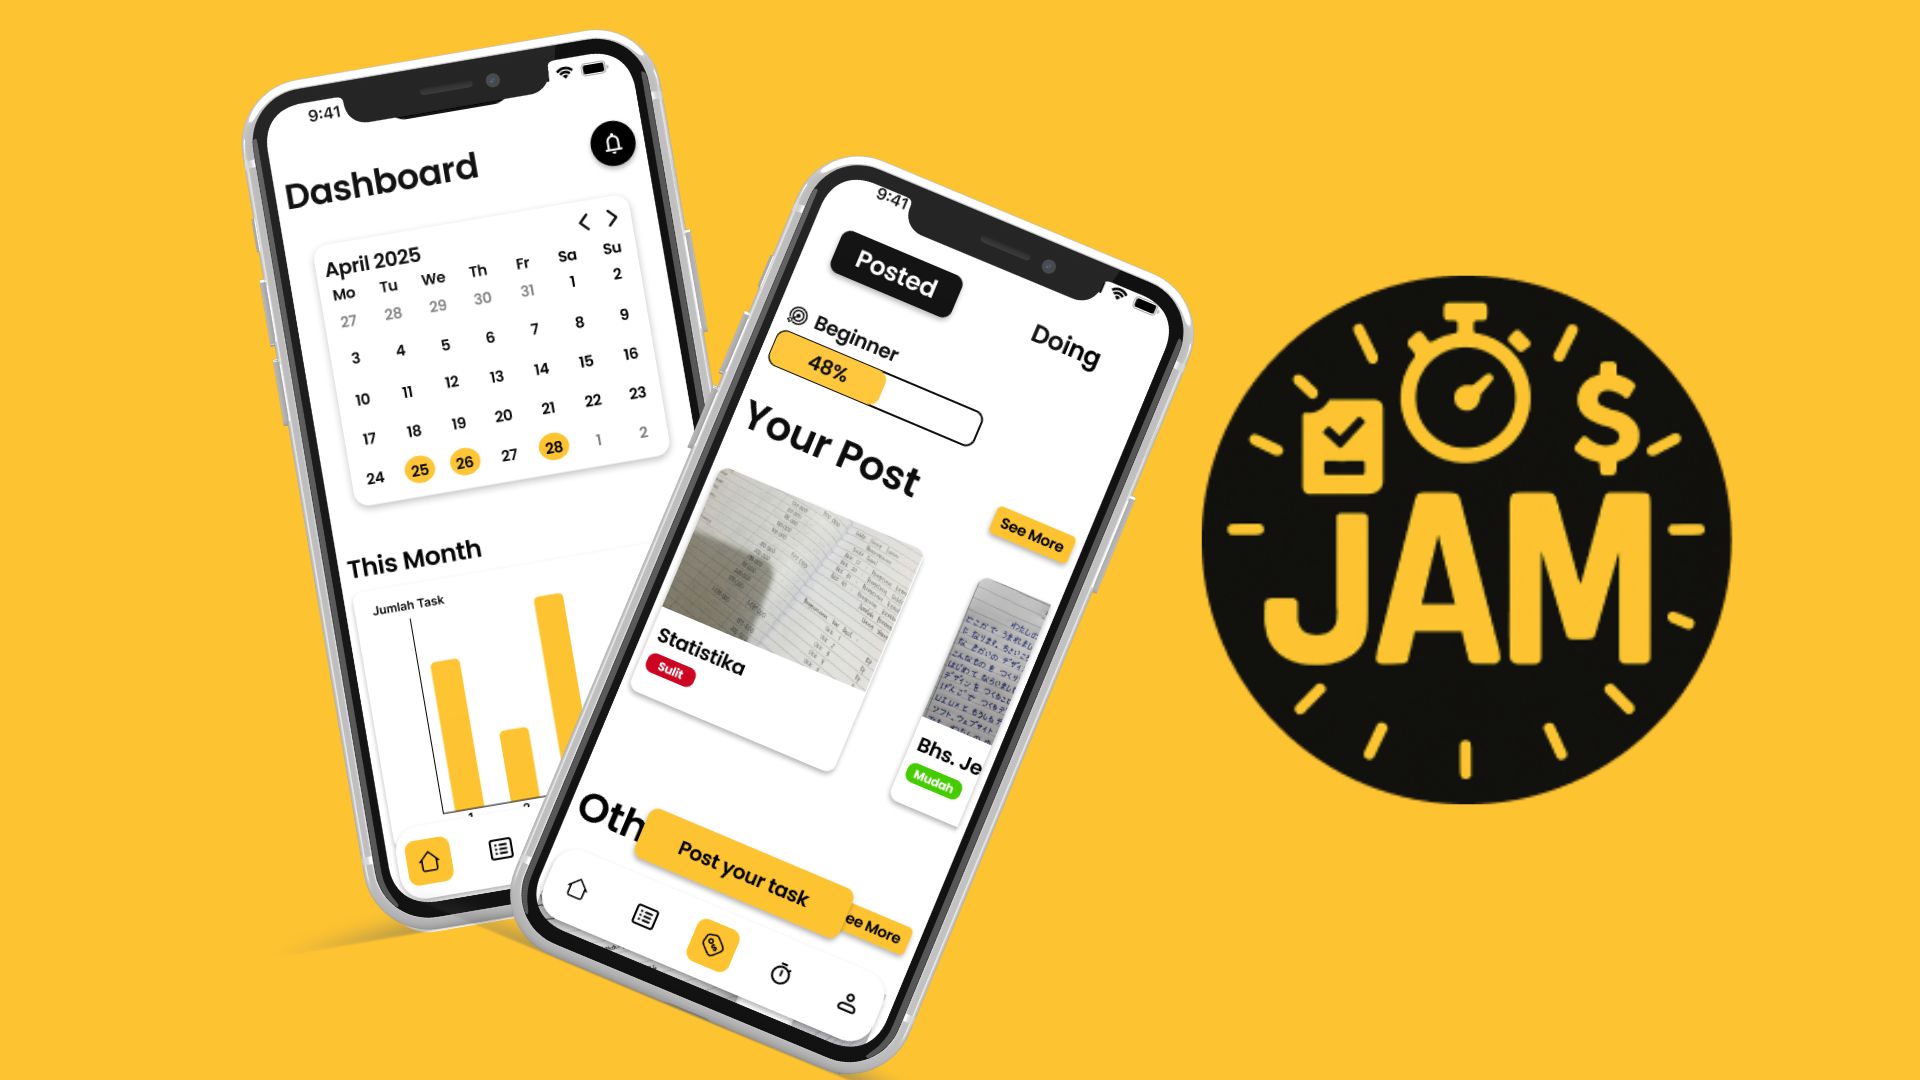 9:41
Dashboard
April 2025
Mo Tu We Th Fr Sa Su
27 28 29 30 31 1 2
3 4 5 6 7 8 9
10 11 12 13 14 15 16
17 18 19 20 21 22 23
24 25 26 27 28 1 2
This Month
Jumlah Task
9:41
Posted
Doing
Beginner
48%
Your Post
See More
Statistika
Sulit
Bhs. Je
Mudah
Oth
Post your task
ee More
$
JAM